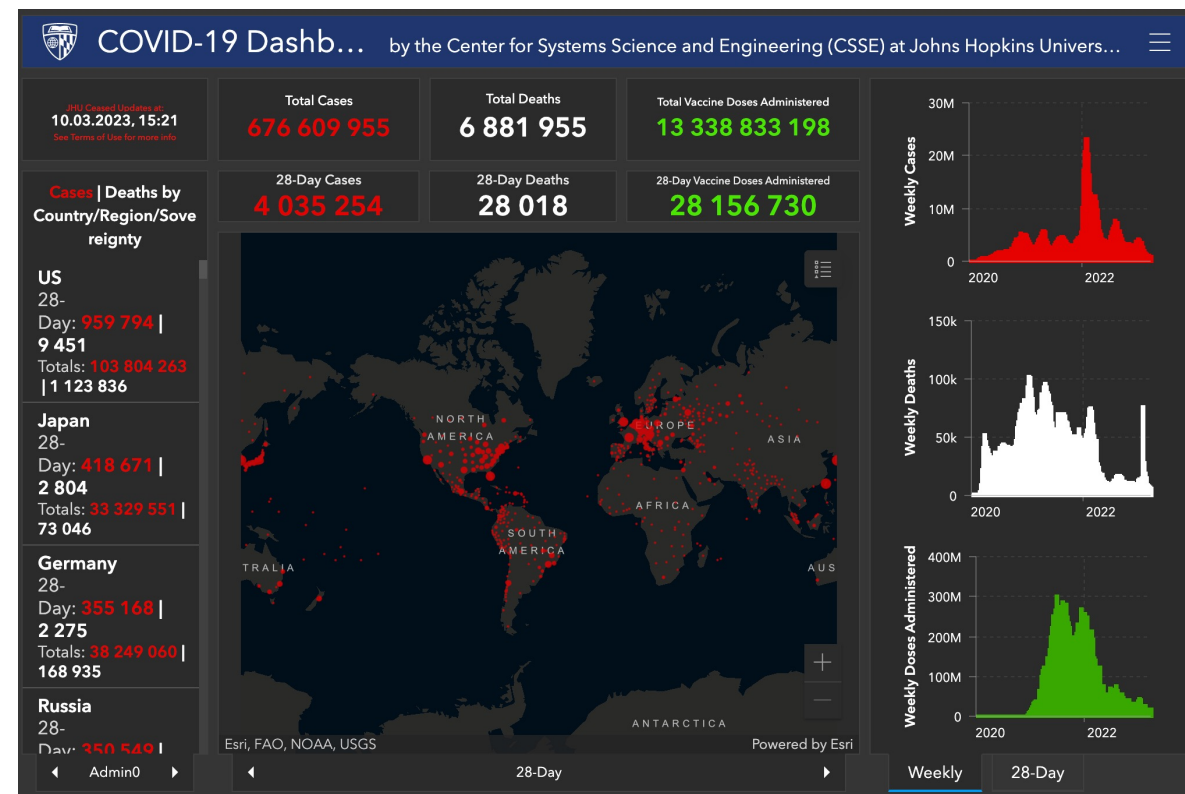 COVID-19 Dashb...
by the Center for Systems Science and Engineering (CSSE) at Johns Hopkins Univers...
JHU Ceased Updates at:
10.03.2023, 15:21
See Terms of Use for more info
Cases | Deaths by
Country/Region/Sove
reignty
US
28-
Day: 959 794 |
9 451
Totals: 103 804 263
| 1 123 836
Japan
28-
Day: 418 671 |
2 804
Totals: 33 329 551 |
73 046
Germany
28-
Day: 355 168 |
2 275
Totals: 38 249 060 |
168 935
Russia
28-
Day: 350 549 |
Admin0
Total Cases
676 609 955
Total Deaths
6 881 955
Total Vaccine Doses Administered
13 338 833 198
28-Day Cases
4 035 254
28-Day Deaths
28 018
28-Day Vaccine Doses Administered
28 156 730
NORTH
AMERICA
EUROPE
ASIA
AFRICA
SOUTH
AMERICA
TRALIA
AUS
ANTARCTICA
Esri, FAO, NOAA, USGS
Powered by Esri
28-Day
Weekly Cases
30M
20M
10M
0
2020
2022
Weekly Deaths
150k
100k
50k
0
2020
2022
Weekly Doses Administered
400M
300M
200M
100M
0
2020
2022
Weekly
28-Day